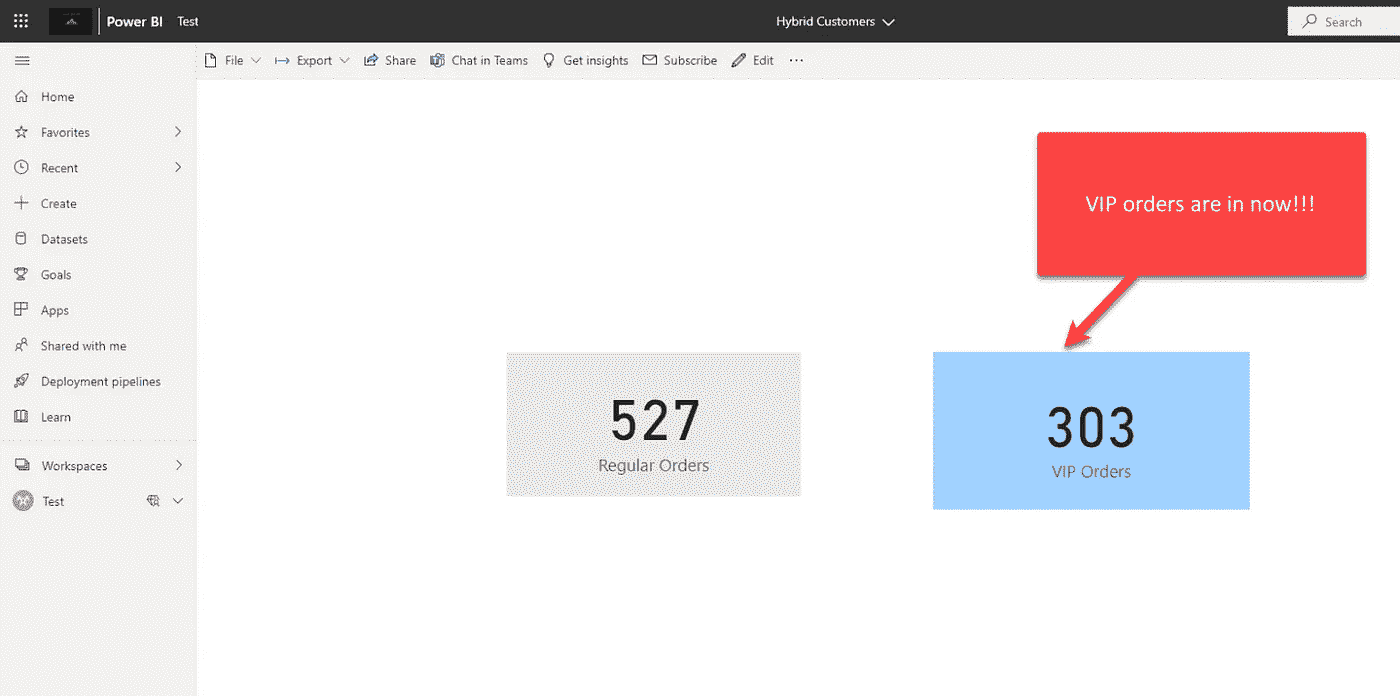 Power BI Test Hybrid Customers Search
File Export Share Chat in Teams Get insights Subscribe Edit ...
Home
Favorites
Recent
Create
Datasets
Goals
Apps
Shared with me
Deployment pipelines
Learn
Workspaces
Test
VIP orders are in now!!!
527
Regular Orders
303
VIP Orders